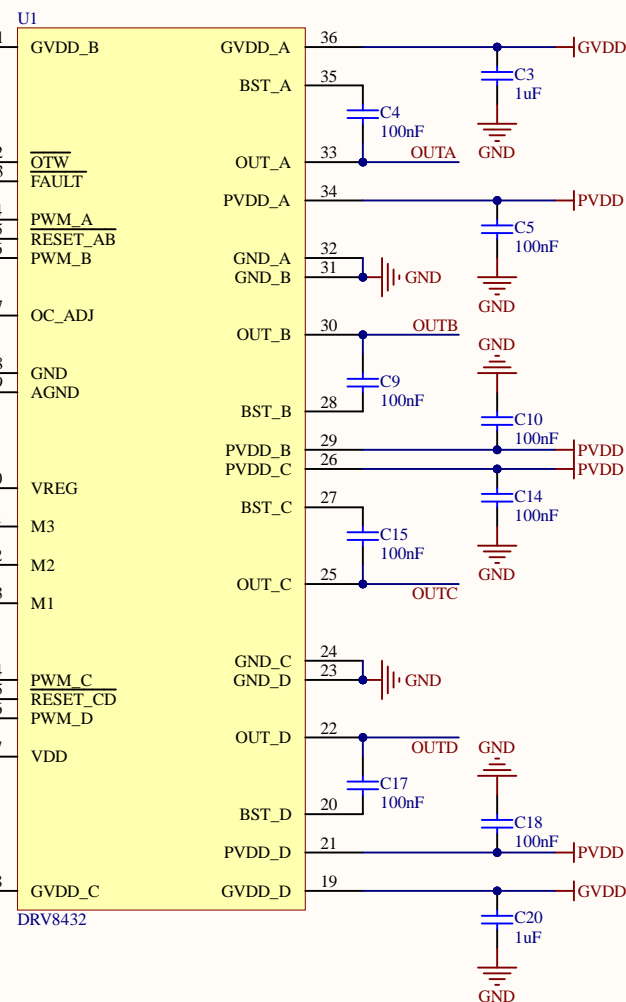 U1
GVDD_B
GVDD_A
36
GVDD
C3
1uF
GND
BST_A
35
C4
100nF
OTW
OUT_A
33
OUTA
FAULT
PVDD_A
34
PVDD
C5
100nF
GND
PWM_A
RESET_AB
PWM_B
GND_A
32
GND_B
31
GND
OC_ADJ
OUT_B
30
OUTB
GND
GND
AGND
C9
100nF
BST_B
28
C10
100nF
PVDD_B
29
PVDD
PVDD_C
26
PVDD
VREG
C14
100nF
GND
BST_C
27
M3
C15
100nF
M2
OUT_C
25
OUTC
M1
GND_C
24
PWM_C
GND_D
23
GND
RESET_CD
PWM_D
OUT_D
22
OUTD
GND
VDD
C17
100nF
BST_D
20
C18
100nF
PVDD_D
21
PVDD
GVDD_C
GVDD_D
19
GVDD
C20
1uF
GND
DRV8432